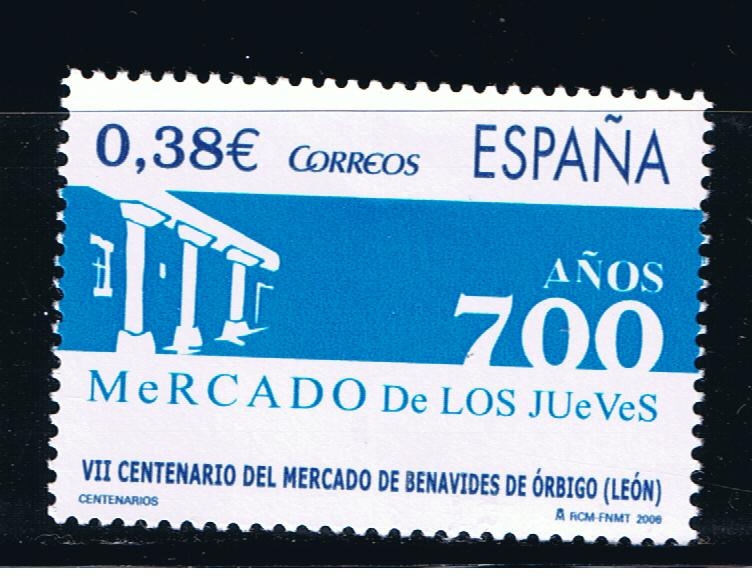 0,38€ CORREOS ESPAÑA
AÑOS
700
MeRCADO De LOS JUeVeS
VII CENTENARIO DEL MERCADO DE BENAVIDES DE ÓRBIGO (LEÓN)
CENTENARIOS
RCM-FNMT 2006